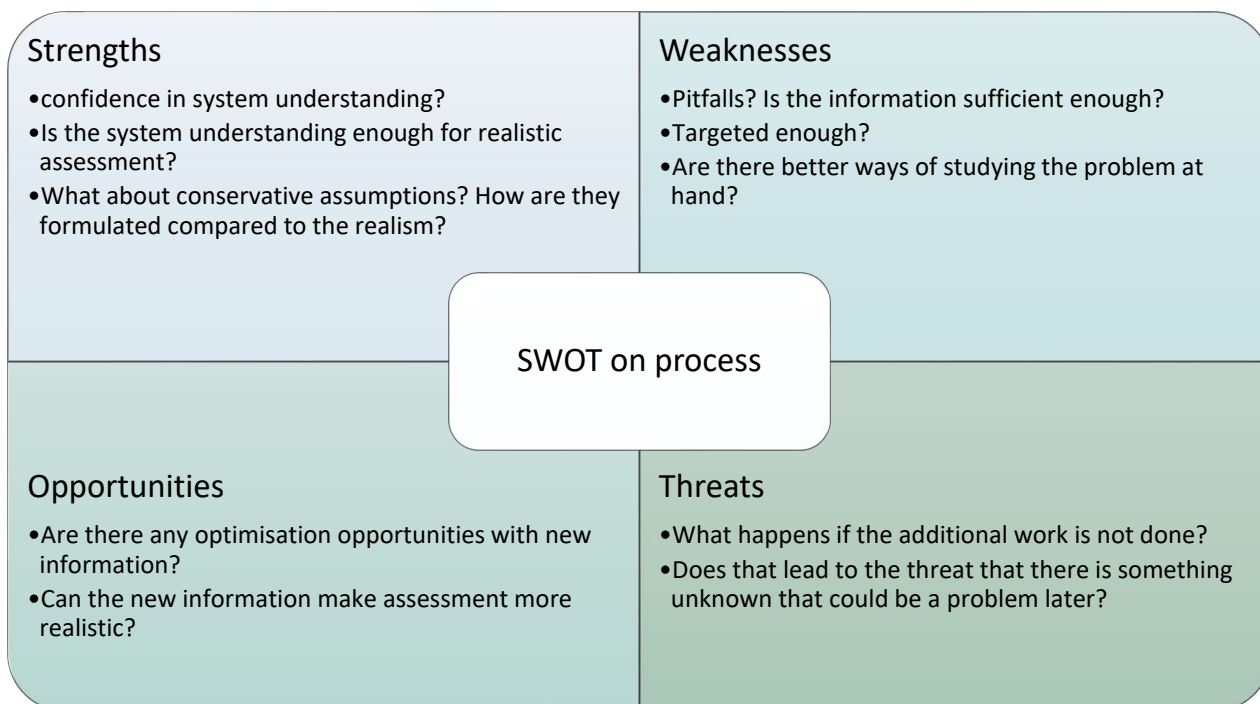 Strengths
•confidence in system understanding?
•Is the system understanding enough for realistic
assessment?
•What about conservative assumptions? How are they
formulated compared to the realism?
Weaknesses
•Pitfalls? Is the information sufficient enough?
•Targeted enough?
•Are there better ways of studying the problem at
hand?
SWOT on process
Opportunities
•Are there any optimisation opportunities with new
information?
•Can the new information make assessment more
realistic?
Threats
•What happens if the additional work is not done?
•Does that lead to the threat that there is something
unknown that could be a problem later?